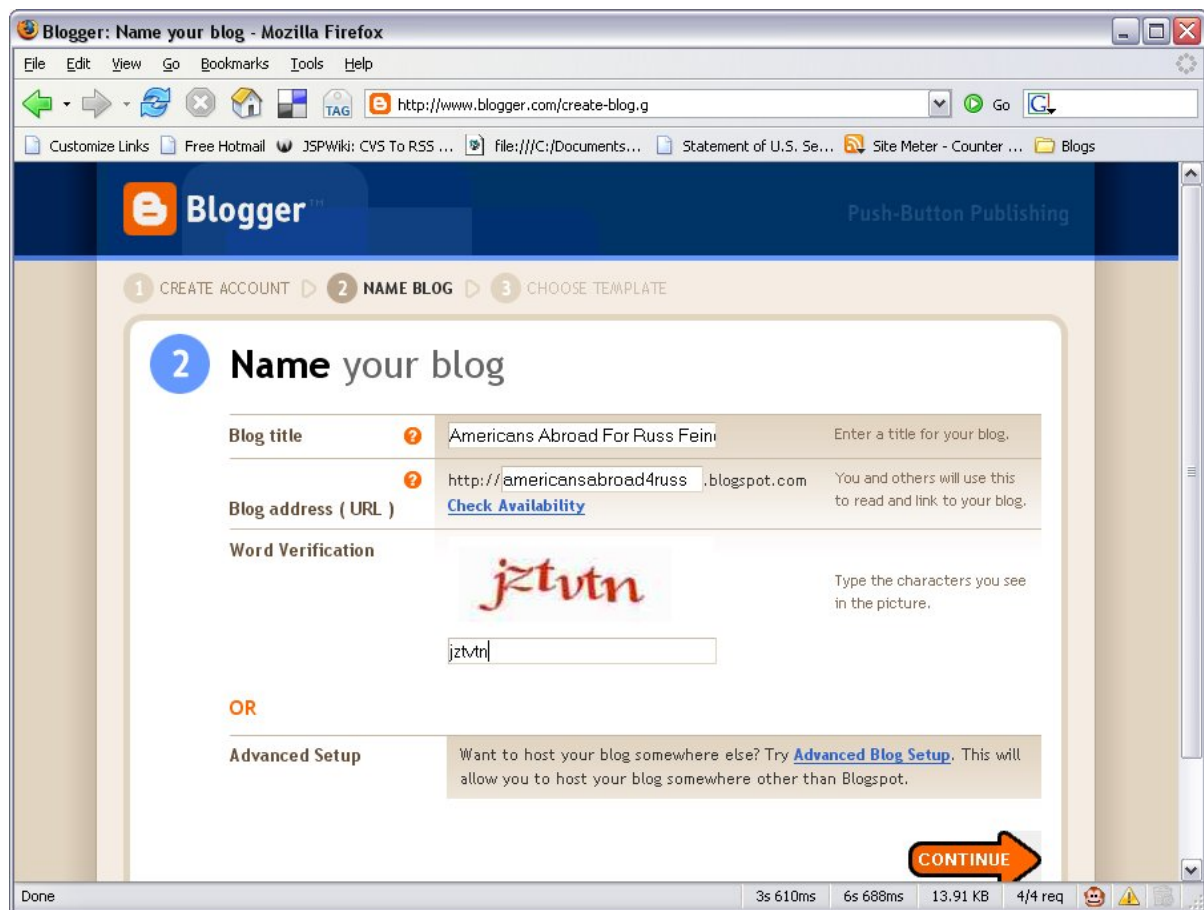 Blogger: Name your blog - Mozilla Firefox
File Edit View Go Bookmarks Tools Help
TAG http://www.blogger.com/create-blog.g Go G
Customize Links Free Hotmail JSPWiki: CVS To RSS ... file:///C:/Documents... Statement of U.S. Se... Site Meter - Counter ... Blogs
Blogger™ Push-Button Publishing
1 CREATE ACCOUNT 2 NAME BLOG 3 CHOOSE TEMPLATE
2 Name your blog
Blog title ? Americans Abroad For Russ Fein Enter a title for your blog.
Blog address ( URL ) ? http://americansabroad4russ.blogspot.com
Check Availability
You and others will use this
to read and link to your blog.
Word Verification
jztvtn
Type the characters you see
in the picture.
jztvtn
OR
Advanced Setup
Want to host your blog somewhere else? Try Advanced Blog Setup. This will
allow you to host your blog somewhere other than Blogspot.
CONTINUE
Done 3s 610ms 6s 688ms 13.91 KB 4/4 req